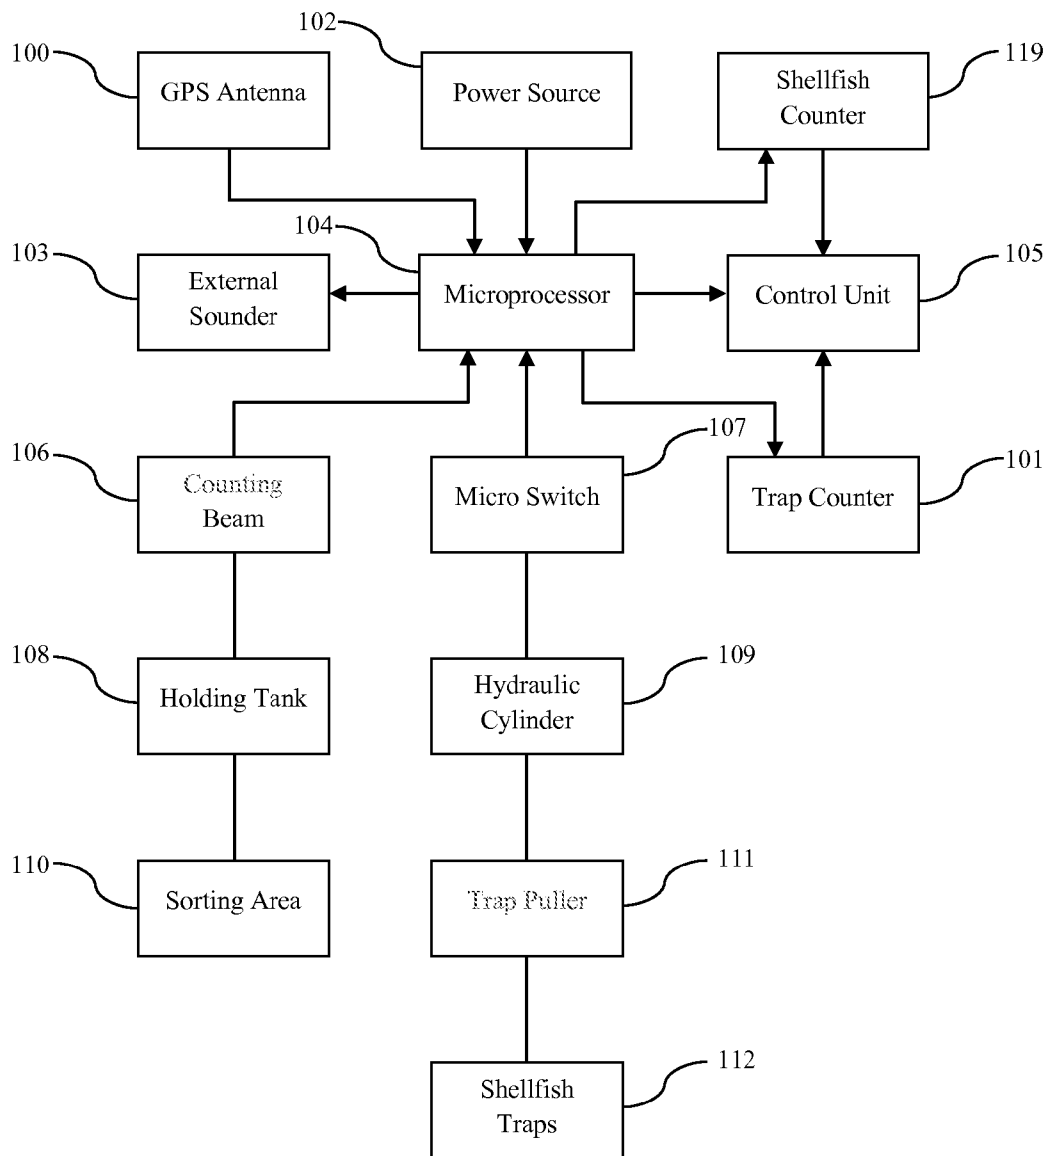 102
100
119
GPS Antenna
Power Source
Shellfish
Counter
104
103
105
External
Sounder
Microprocessor
Control Unit
107
106
101
Counting
Beam
Micro Switch
Trap Counter
108
109
Holding Tank
Hydraulic
Cylinder
110
111
Sorting Area
Trap Puller
112
Shellfish
Traps